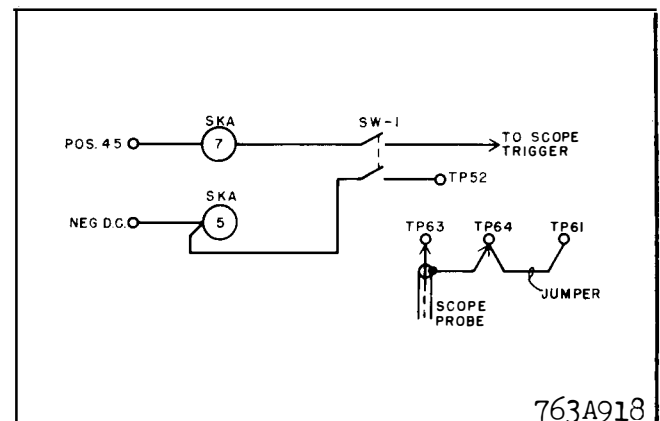 SKA
SW-1
POS. 45
7
TO SCOPE
TRIGGER
TP52
SKA
NEG D.C.
5
TP63
TP64
TP61
JUMPER
SCOPE
PROBE
763A918